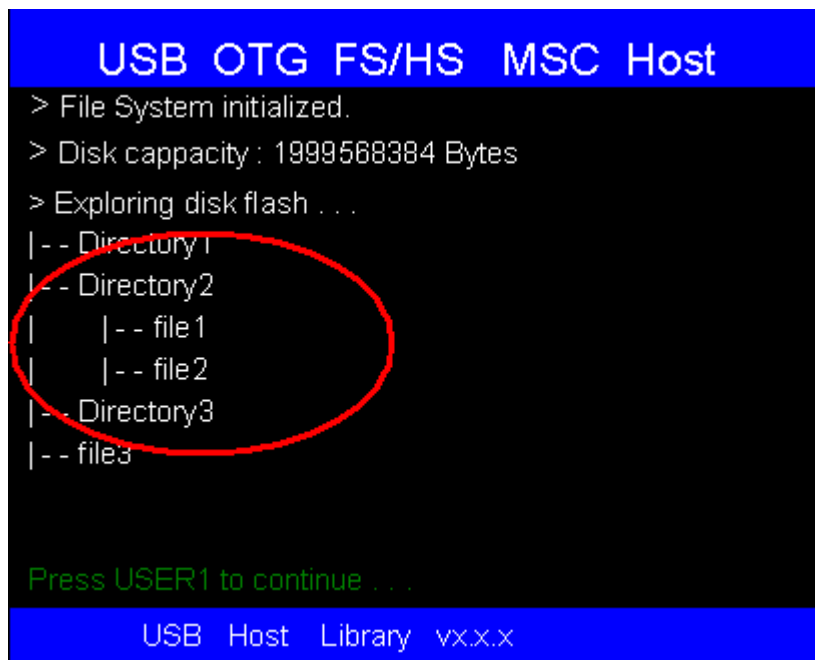 USB OTG FS/HS MSC Host
> File System initialized.
> Disk cappacity : 1999568384 Bytes
> Exploring disk flash . . .
|-- Directory1
|-- Directory2
| |-- file1
| |-- file2
|-- Directory3
|-- file3
Press USER1 to continue . . .
USB Host Library vx.x.x